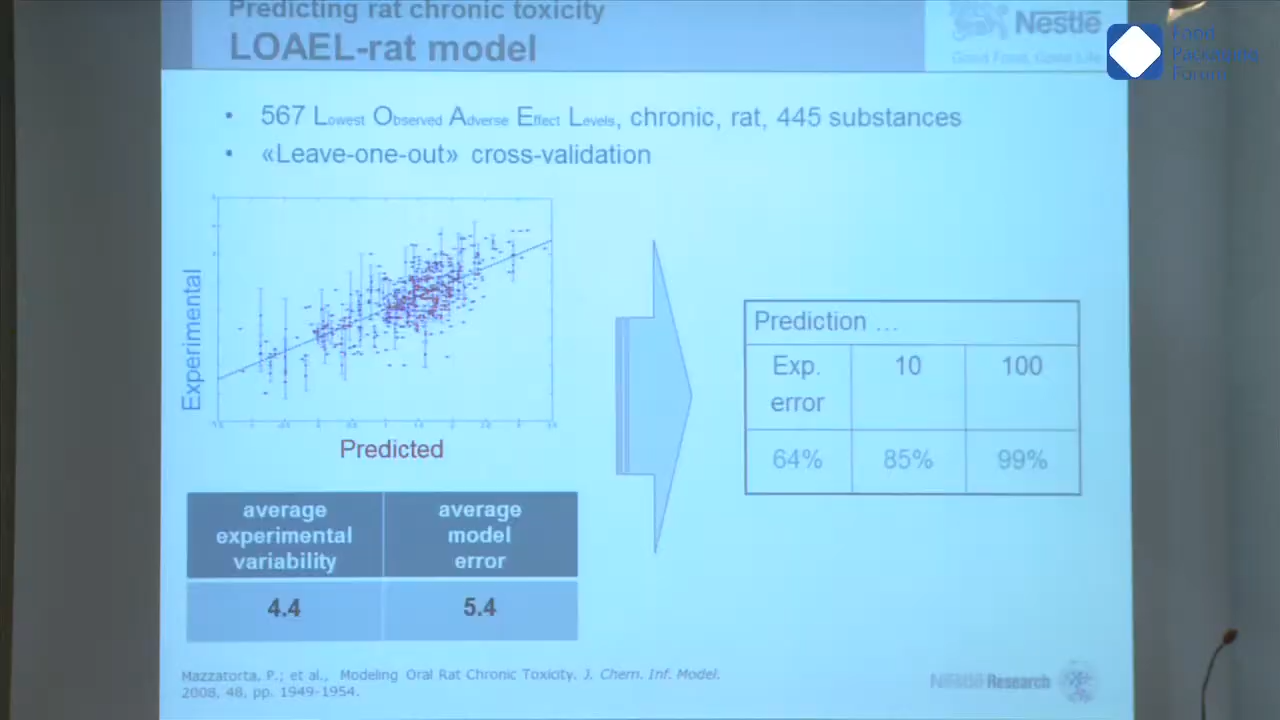 Predicting rat chronic toxicity
LOAEL-rat model
Nestlé
Good Food, Good Life
Food
Packaging
Forum
• 567 Lowest Observed Adverse Effect Levels, chronic, rat, 445 substances
• «Leave-one-out» cross-validation
Experimental
Predicted
Prediction ...
Exp. error 10 100
64% 85% 99%
average experimental variability average model error
4.4 5.4
Mazzatorta, P.; et al., Modeling Oral Rat Chronic Toxicity. J. Chem. Inf. Model.
2008, 48, pp. 1949-1954.
Nestlé Research